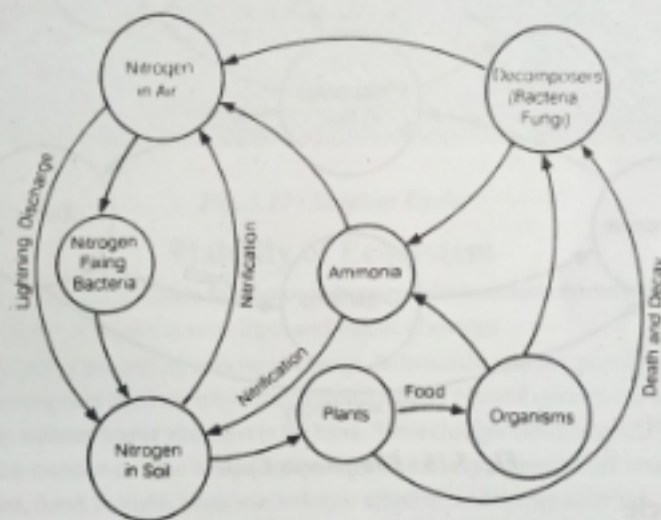 Nitrogen
in Air
Decomposers
(Bacteria
Fungi)
Lightning Discharge
Nitrogen
Fixing
Bacteria
Nitrification
Ammonia
Death and Decay
Nitrification
Plants
Food
Organisms
Nitrogen
in Soil